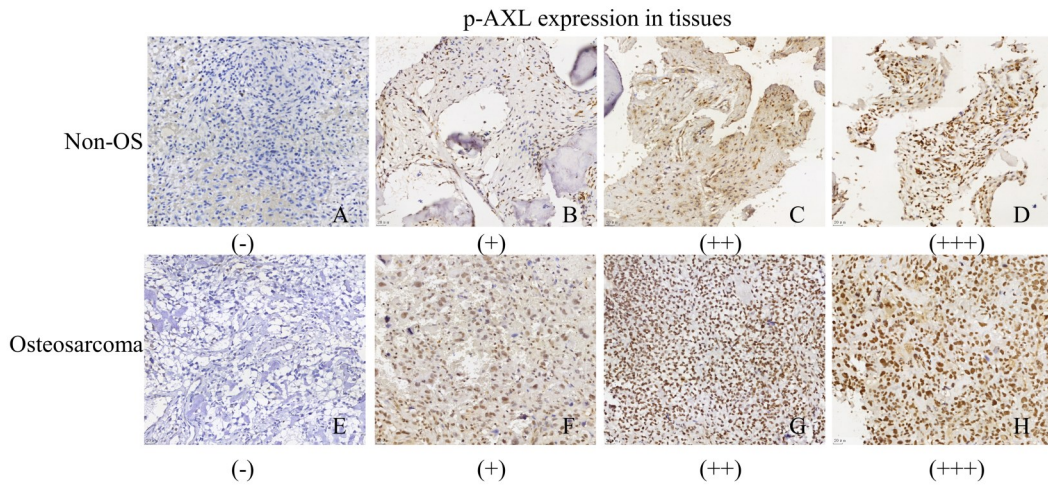 p-AXL expression in tissues
Non-OS
A
B
C
D
(-)
(+)
(++)
(+++)
Osteosarcoma
E
F
G
H
(-)
(+)
(++)
(+++)